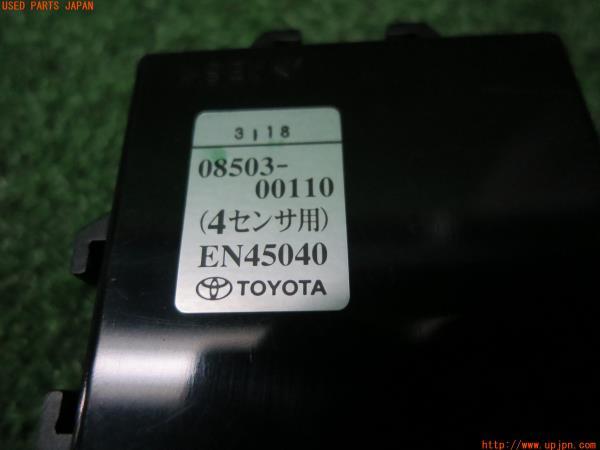 USED PARTS JAPAN
3 18
08503-
00110
(4センサ用)
EN45040
TOYOTA
http://www.upjpn.com